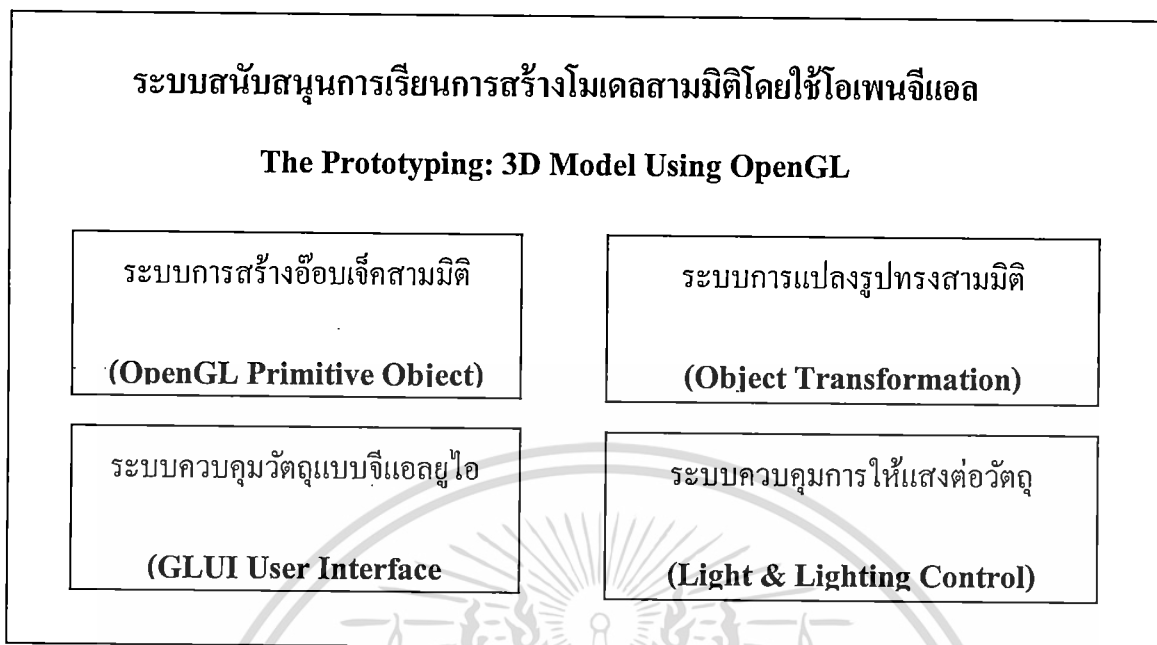 ระบบสนับสนุนการเรียนการสร้างโมเดลสามมิติโดยใช้โอเพนจีแอล
The Prototyping: 3D Model Using OpenGL
ระบบการสร้างอ๊อบเจ็คสามมิติ
(OpenGL Primitive Object)
ระบบการแปลงรูปทรงสามมิติ
(Object Transformation)
ระบบควบคุมวัตถุแบบจีแอลยูไอ
(GLUI User Interface
ระบบควบคุมการให้แสงต่อวัตถุ
(Light & Lighting Control)